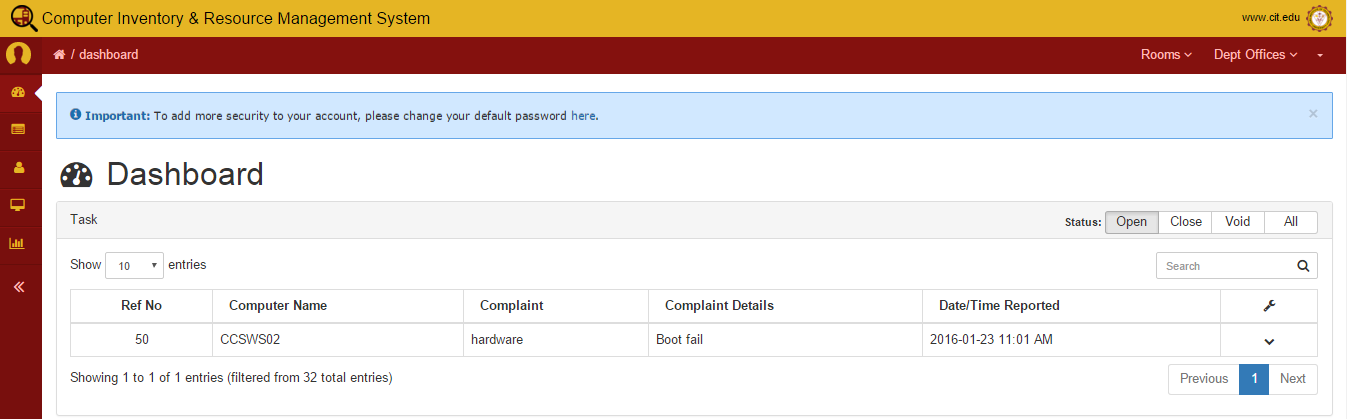 Computer Inventory & Resource Management System
www.cit.edu
/ dashboard
Rooms
Dept Offices
Important: To add more security to your account, please change your default password here.
×
Dashboard
Task
Status: Open Close Void All
Show 10 entries
Search
Ref No Computer Name Complaint Complaint Details Date/Time Reported
50 CCSWS02 hardware Boot fail 2016-01-23 11:01 AM
Showing 1 to 1 of 1 entries (filtered from 32 total entries)
Previous 1 Next